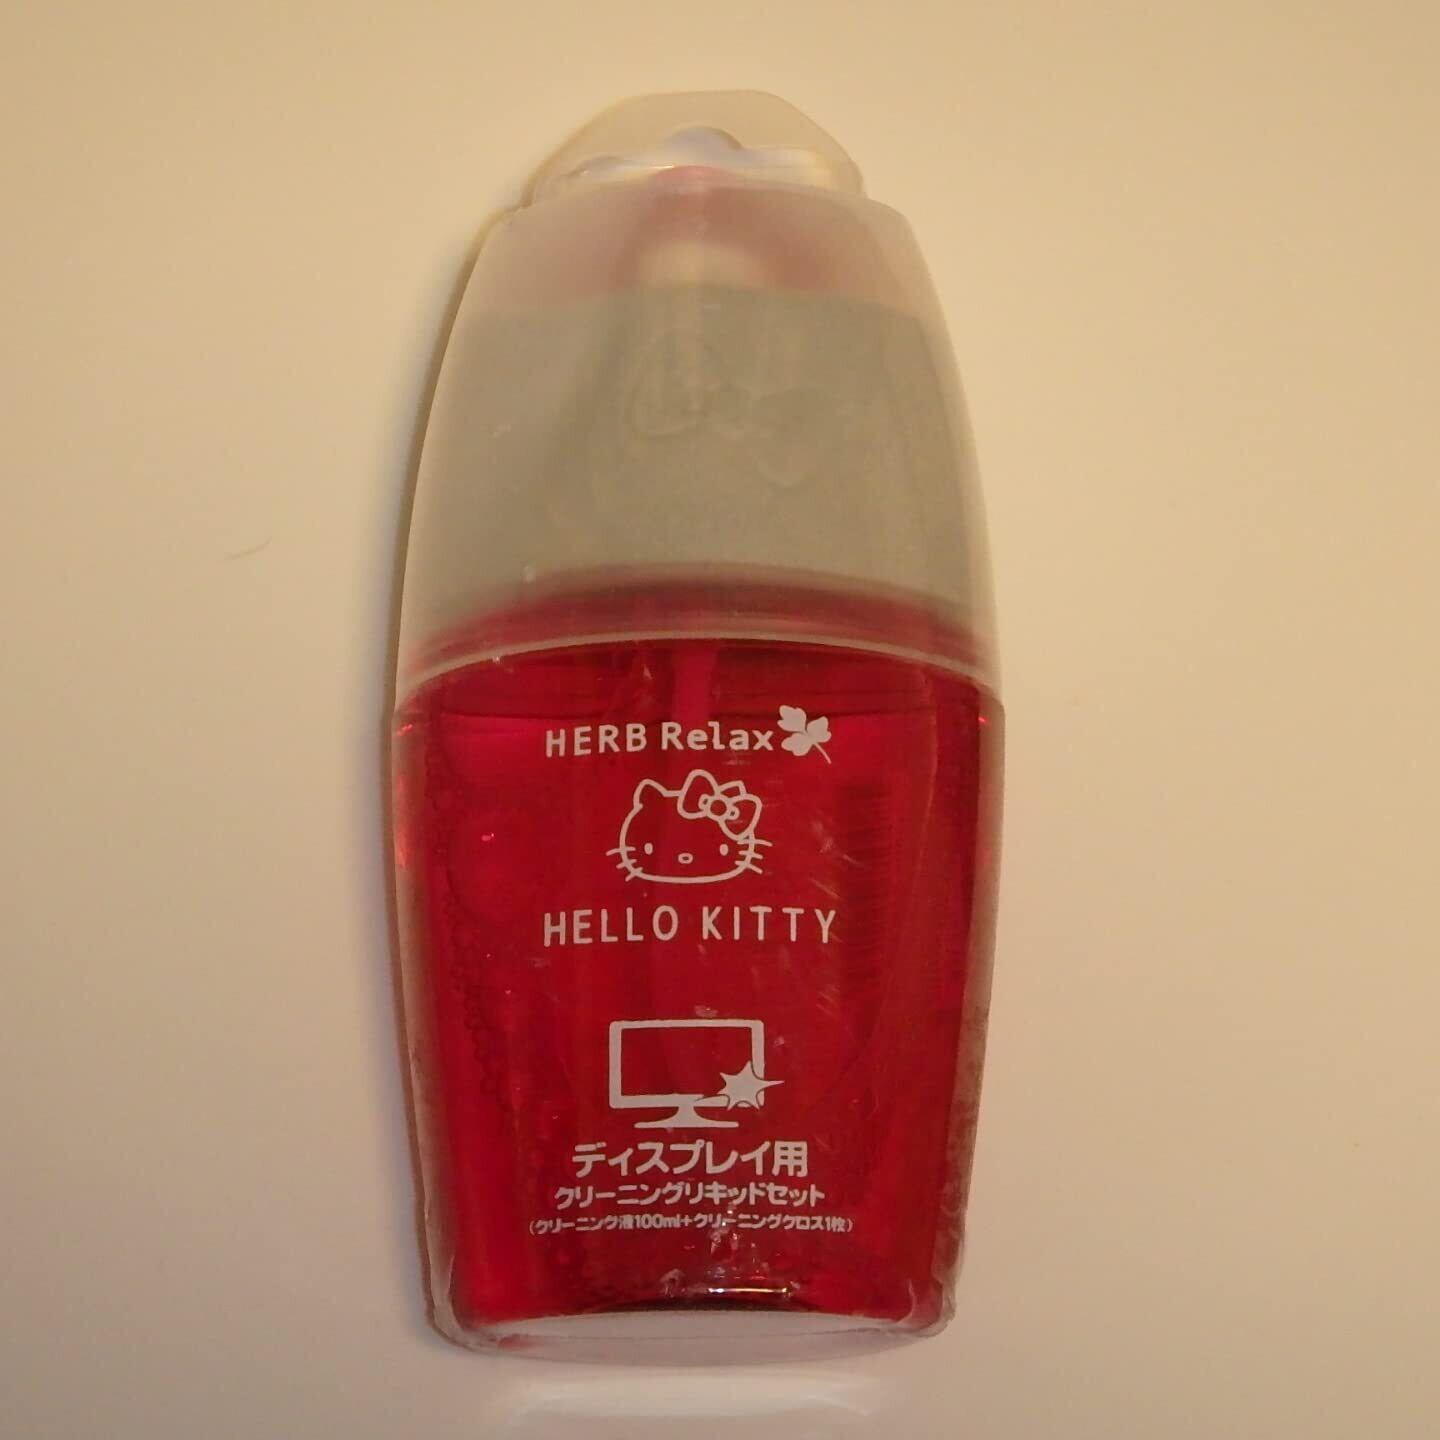 HERB Relax
HELLO KITTY
ディスプレイ用
クリーニングリキッドセット
(クリーニング液100ml+クリーニングクロス1枚)